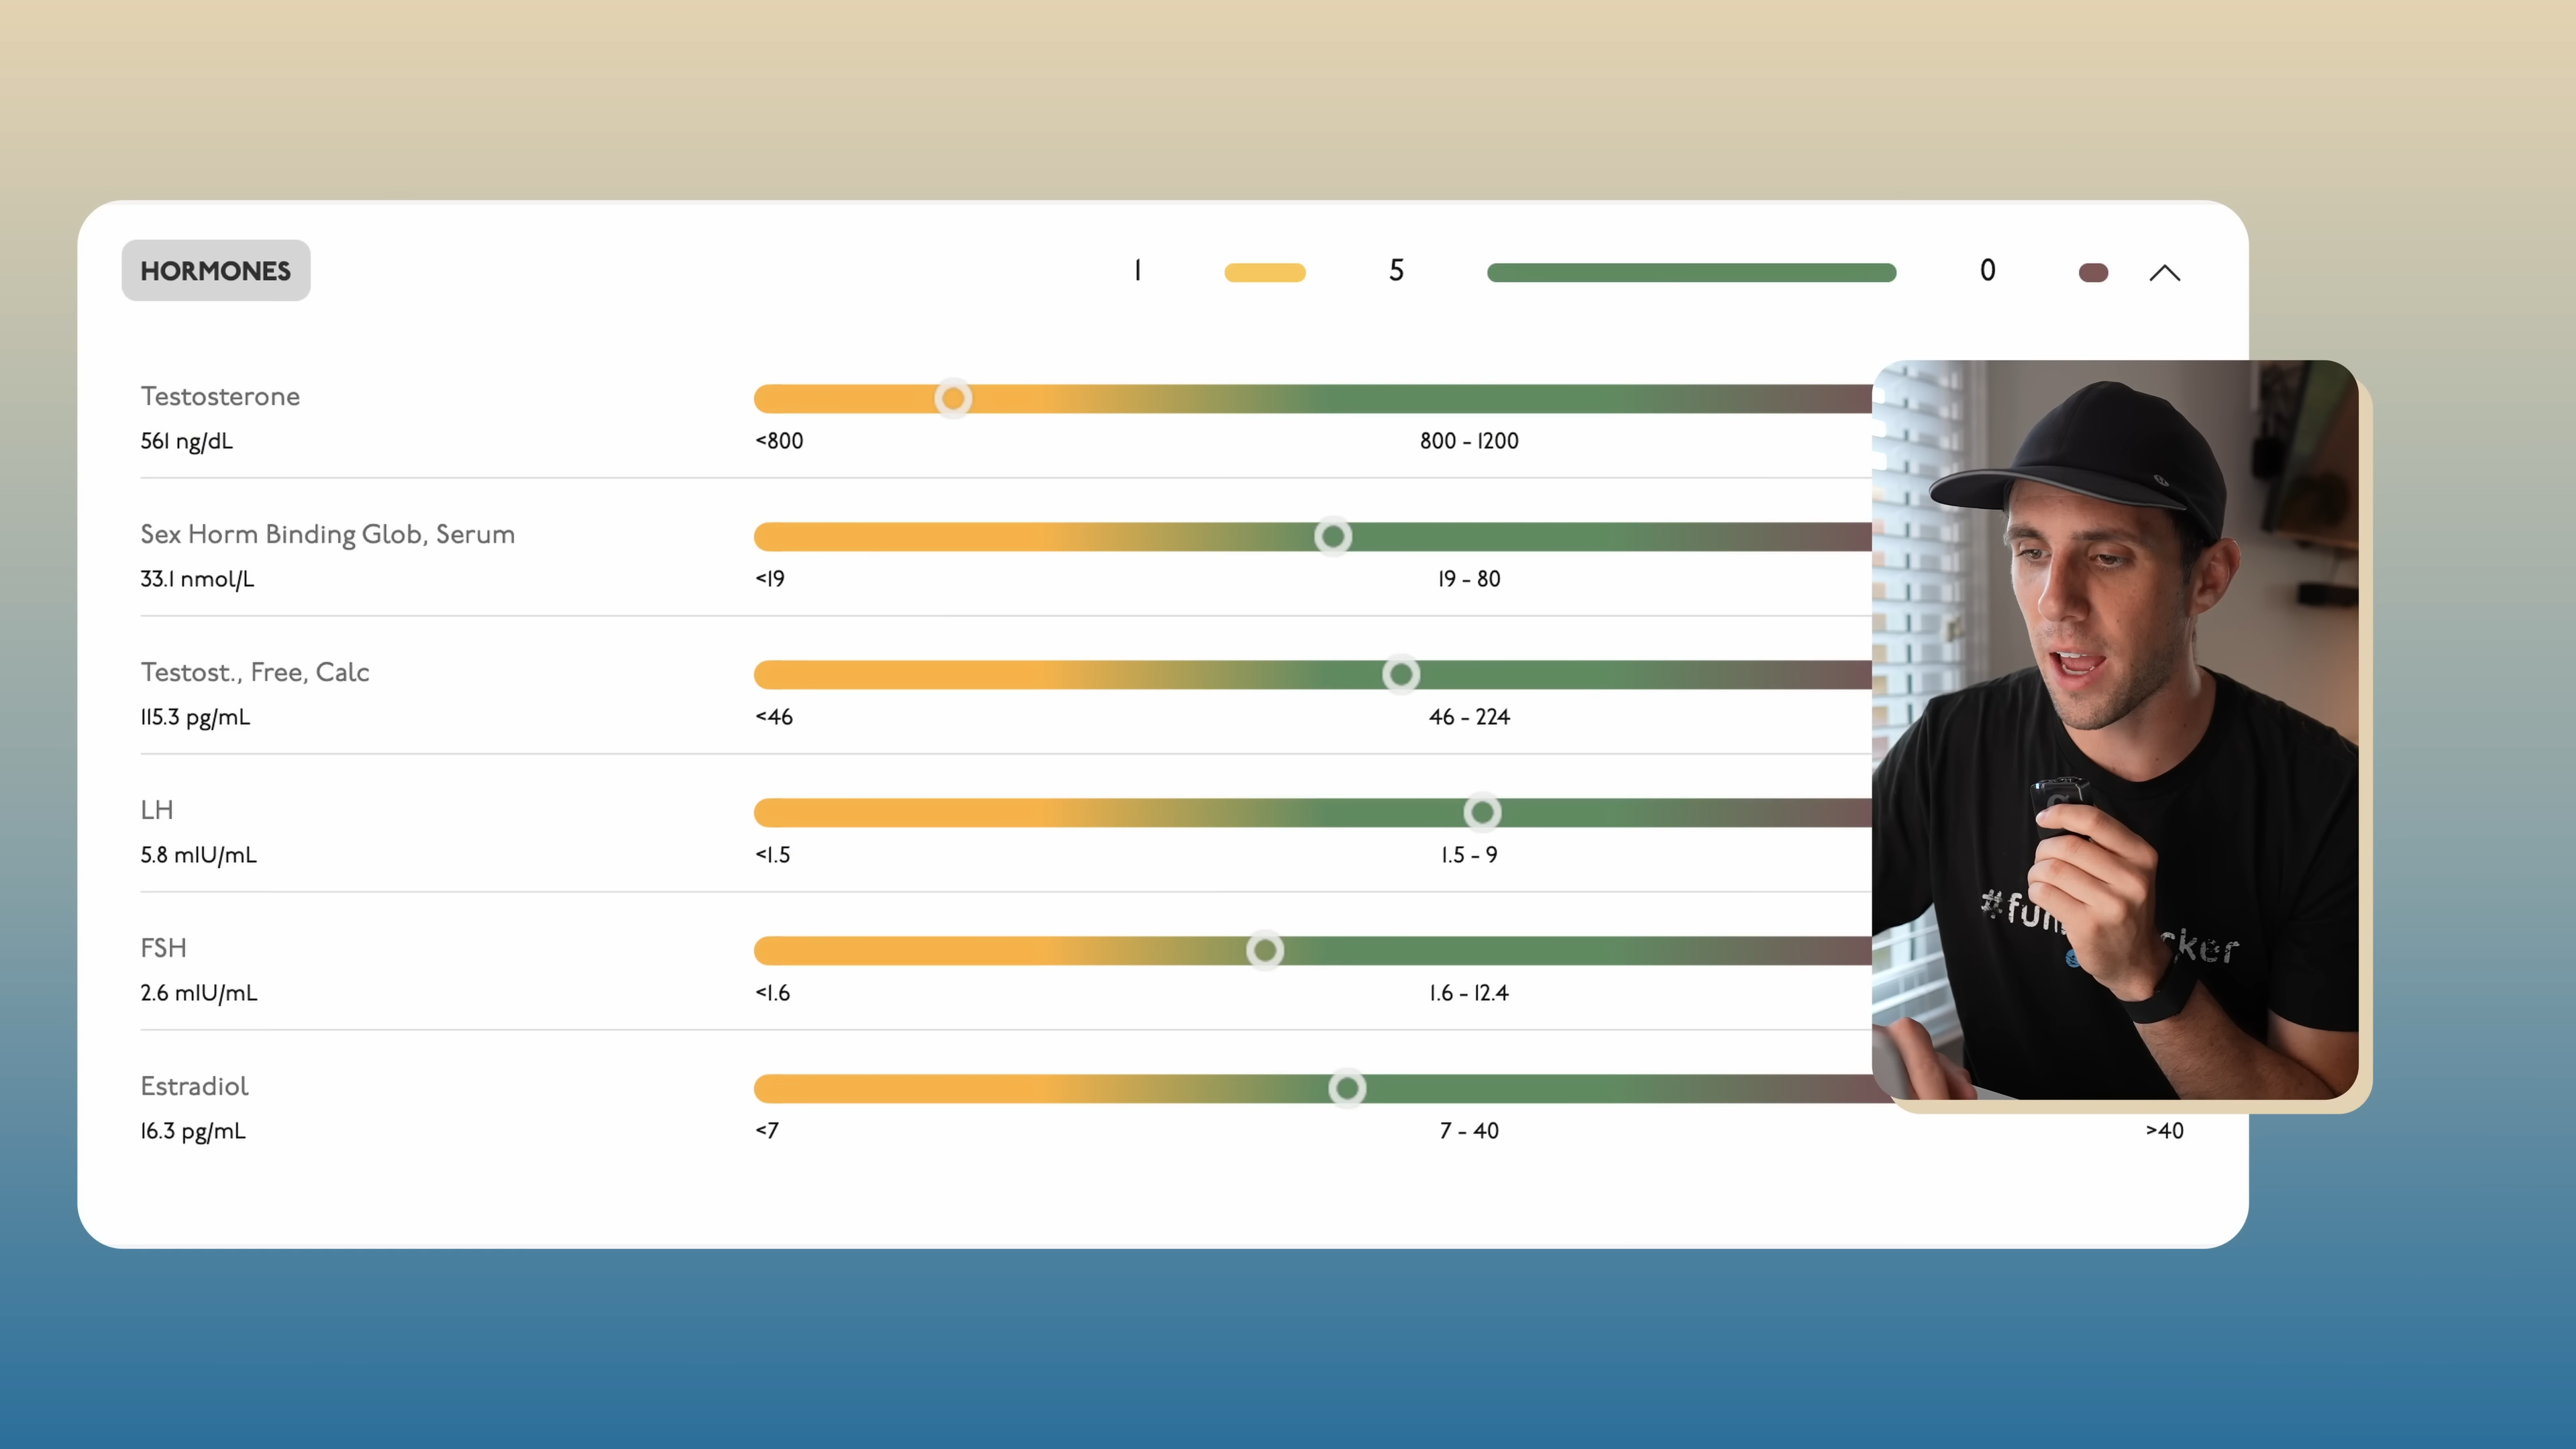 HORMONES 1 5 0
Testosterone
561 ng/dL <800 800 - 1200
Sex Horm Binding Glob, Serum
33.1 nmol/L <19 19 - 80
Testost., Free, Calc
115.3 pg/mL <46 46 - 224
LH
5.8 mIU/mL <1.5 1.5 - 9
FSH
2.6 mIU/mL <1.6 1.6 - 12.4
Estradiol
16.3 pg/mL <7 7 - 40 >40